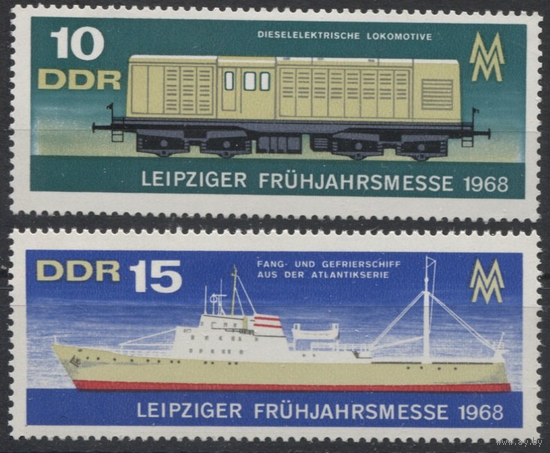 10
DDR
DIESELELEKTRISCHE LOKOMOTIVE
MM
LEIPZIGER FRÜHJAHRSMESSE 1968
DDR 15
FANG- UND GEFRIERSCHIFF
AUS DER ATLANTIKSERIE
MM
LEIPZIGER FRÜHJAHRSMESSE 1968